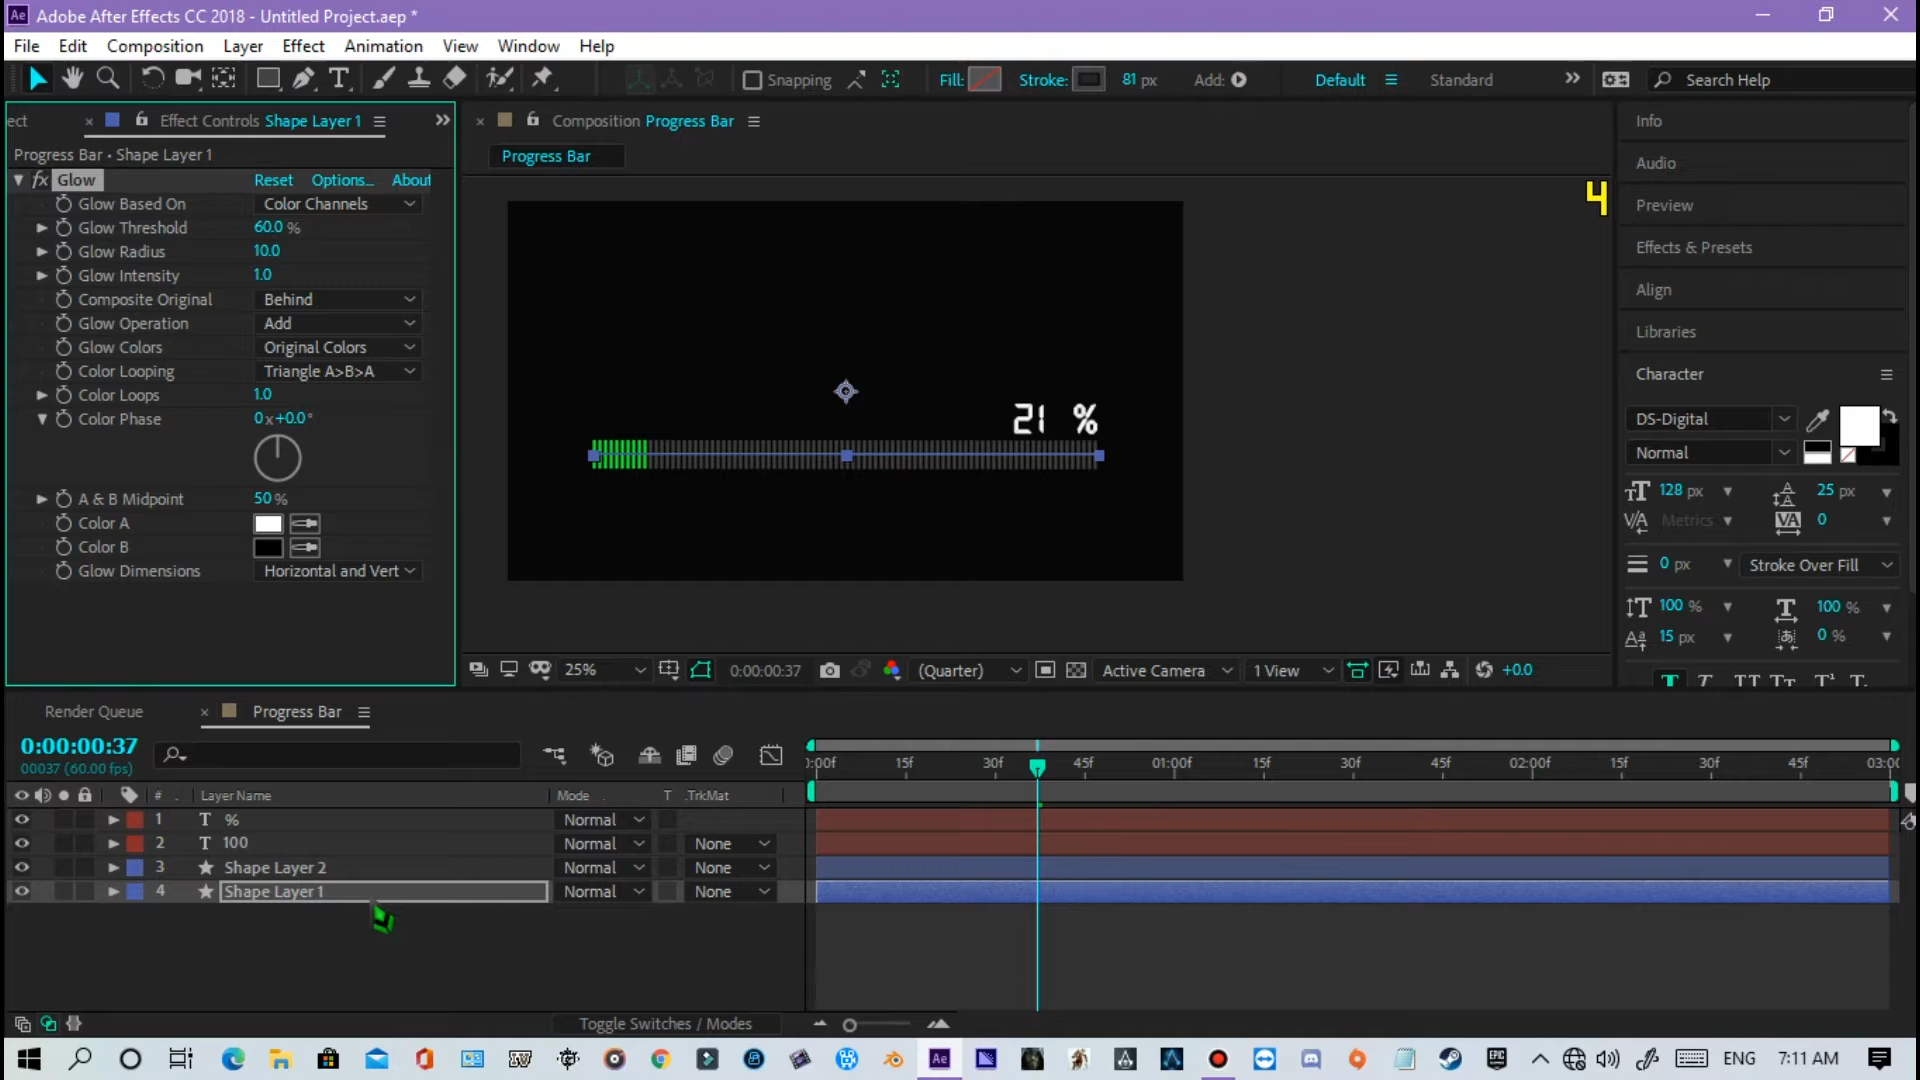 Ae Adobe After Effects CC 2018 - Untitled Project.aep *
File Edit Composition Layer Effect Animation View Window Help
Snapping Fill: Stroke: 81 px Add: Default Standard Search Help
ect Effect Controls Shape Layer 1
Progress Bar • Shape Layer 1
fx Glow Reset Options... About
Glow Based On Color Channels
Glow Threshold 60.0 %
Glow Radius 10.0
Glow Intensity 1.0
Composite Original Behind
Glow Operation Add
Glow Colors Original Colors
Color Looping Triangle A>B>A
Color Loops 1.0
Color Phase 0x+0.0°
A & B Midpoint 50 %
Color A
Color B
Glow Dimensions Horizontal and Vert
Composition Progress Bar
Progress Bar
4
21 %
25% 0:00:00:37 (Quarter) Active Camera 1 View +0.0
Info
Audio
Preview
Effects & Presets
Align
Libraries
Character
DS-Digital
Normal
128 px 25 px
Metrics 0
0 px Stroke Over Fill
100 % 100 %
15 px 0 %
Render Queue Progress Bar
0:00:00:37
00037 (60.00 fps)
):00f 15f 30f 45f 01:00f 15f 30f 45f 02:00f 15f 30f 45f 03:00
# Layer Name Mode T .TrkMat
1 T % Normal
2 T 100 Normal None
3 Shape Layer 2 Normal None
4 Shape Layer 1 Normal None
Toggle Switches / Modes
Ae EPIC ENG 7:11 AM